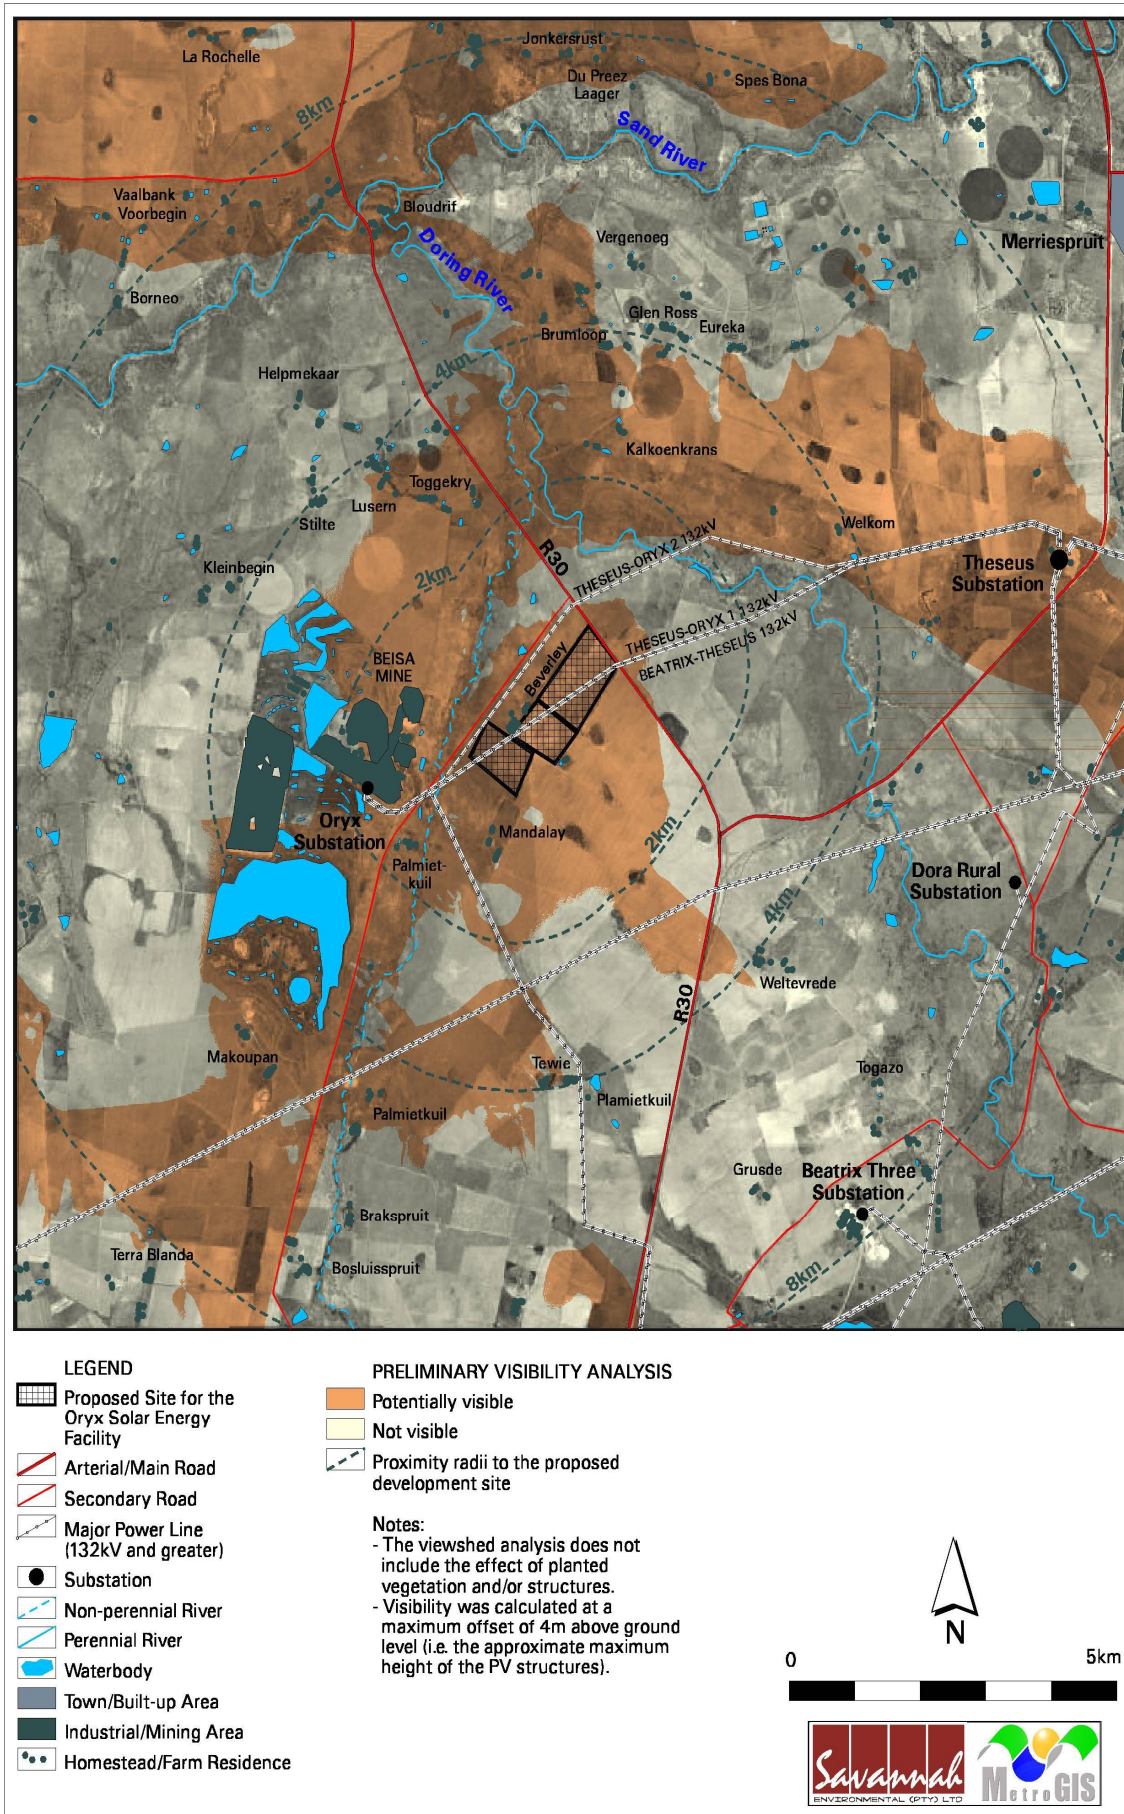 La Rochelle
Jonkersrust
Du Preez
Laager
Spes Bona
8km
Sand River
Vaalbank
Voorbegin
Bloudrif
Doring River
Vergenoeg
Merriespruit
Borneo
Glen Ross
Eureka
Brumloop
4km
Helpmekaar
Kalkoenkrans
Toggekry
Lusern
Stilte
Welkom
R30
THESEUS-ORYX 2 132kV
Theseus
Substation
Kleinbegin
2km
THESEUS-ORYX 1 132kV
BEATRIX-THESEUS 132kV
Beverley
BEISA
MINE
Oryx
Substation
Mandalay
2km
Palmiet-
kuil
Dora Rural
Substation
4km
Weltevrede
R30
Makoupan
Tewie
Togazo
Palmietkuil
Plamietkuil
Grusde
Beatrix Three
Substation
Brakspruit
Terra Blanda
Bosluisspruit
8km
LEGEND
Proposed Site for the
Oryx Solar Energy
Facility
Arterial/Main Road
Secondary Road
Major Power Line
(132kV and greater)
Substation
Non-perennial River
Perennial River
Waterbody
Town/Built-up Area
Industrial/Mining Area
Homestead/Farm Residence
PRELIMINARY VISIBILITY ANALYSIS
Potentially visible
Not visible
Proximity radii to the proposed
development site
Notes:
- The viewshed analysis does not
include the effect of planted
vegetation and/or structures.
- Visibility was calculated at a
maximum offset of 4m above ground
level (i.e. the approximate maximum
height of the PV structures).
N
0 5km
Savannah
ENVIRONMENTAL (PTY) LTD
MetroGIS